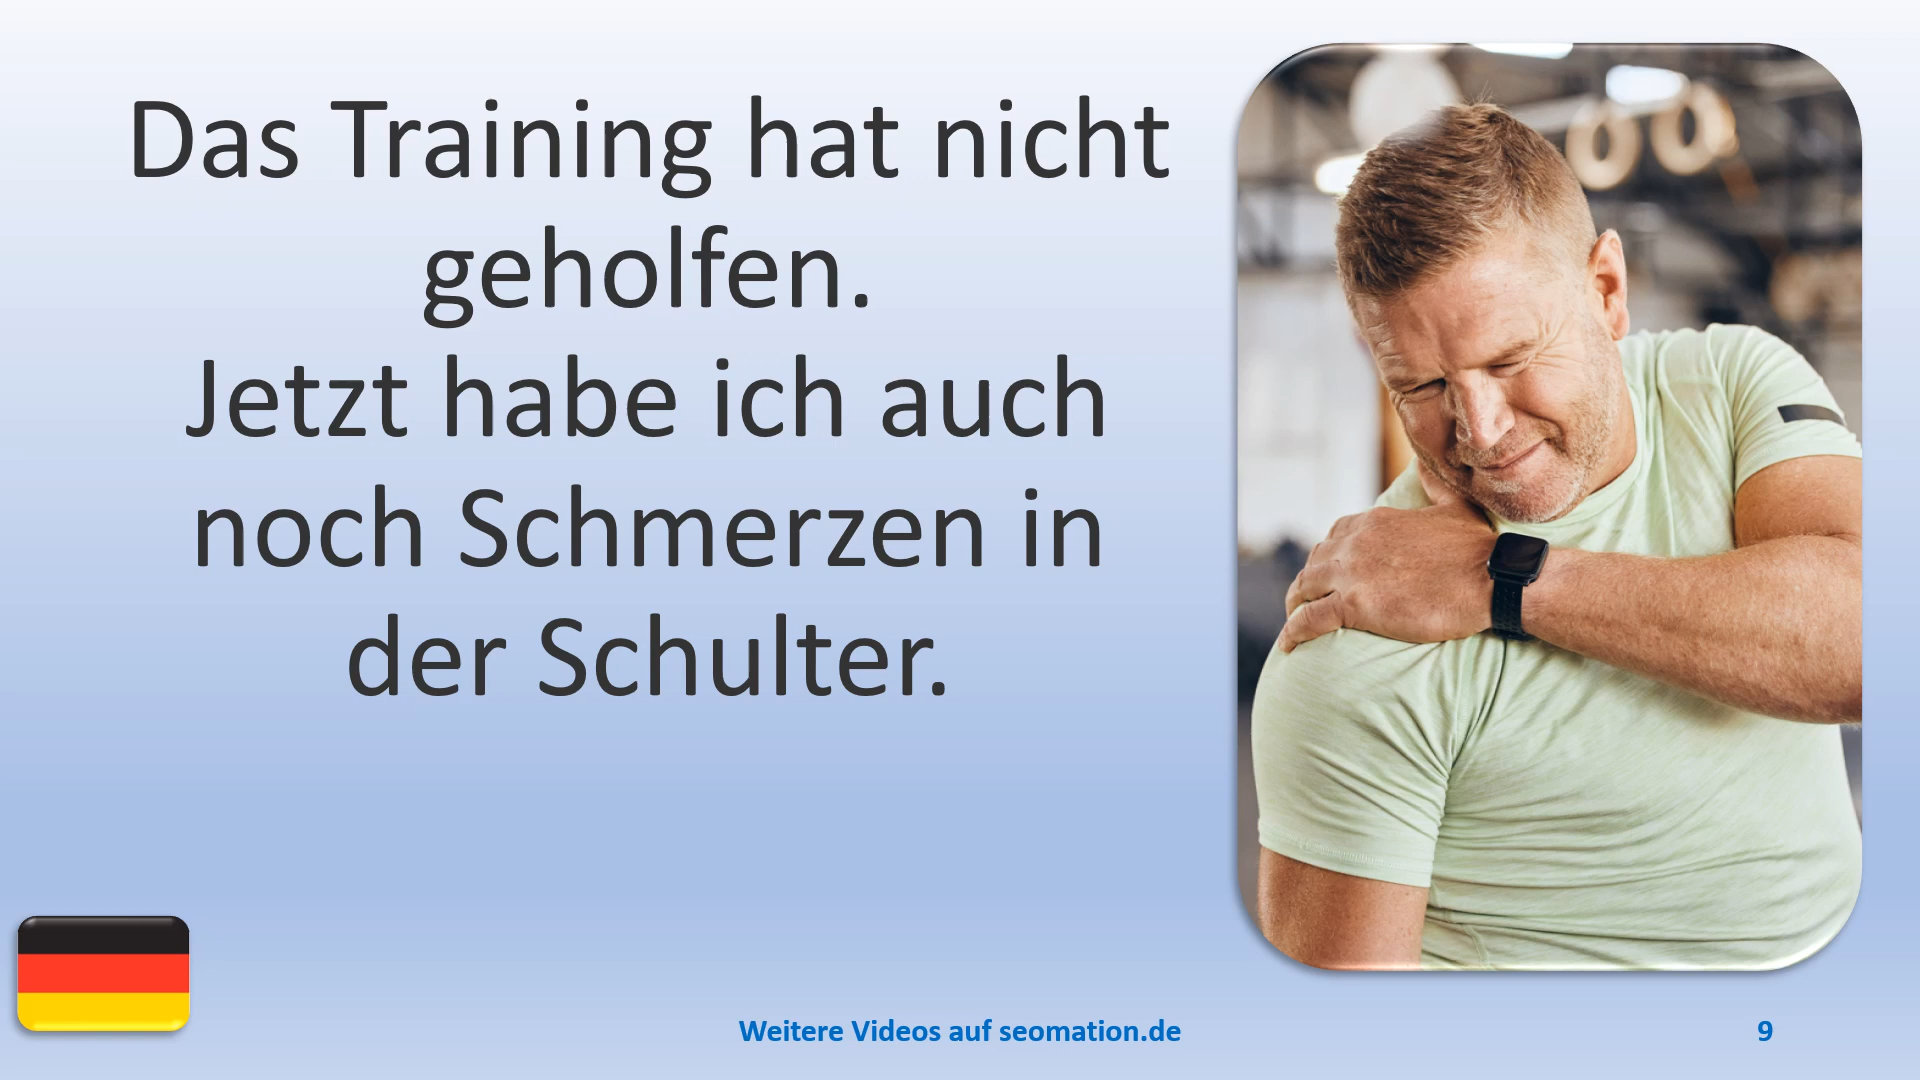 Das Training hat nicht
geholfen.
Jetzt habe ich auch
noch Schmerzen in
der Schulter.
Weitere Videos auf seomation.de
9